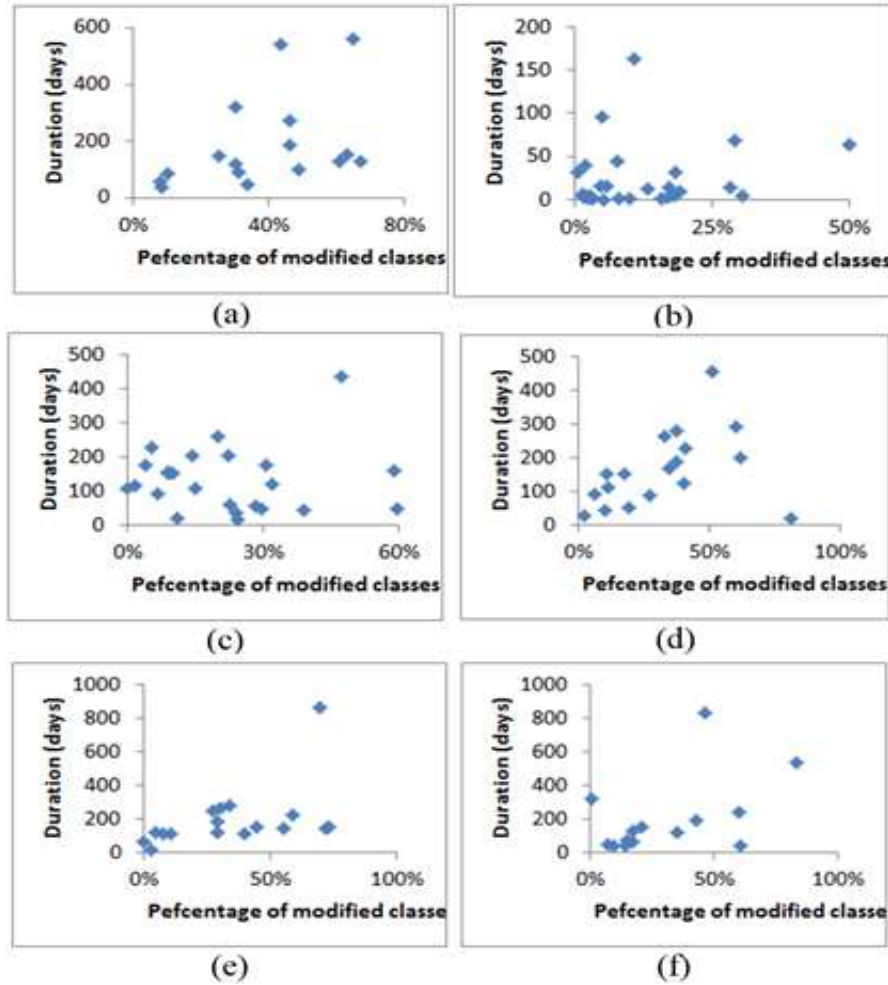 Duration (days)
600
400
200
0
0% 40% 80%
Pefcentage of modified classes
(a)
Duration (days)
200
150
100
50
0
0% 25% 50%
Pefcentage of modified classes
(b)
Duration (days)
500
400
300
200
100
0
0% 30% 60%
Pefcentage of modified classes
(c)
Duration (days)
500
400
300
200
100
0
0% 50% 100%
Pefcentage of modified classes
(d)
Duration (days)
1000
800
600
400
200
0
0% 50% 100%
Pefcentage of modified classe
(e)
Duration (days)
1000
800
600
400
200
0
0% 50% 100%
Pefcentage of modified classe
(f)